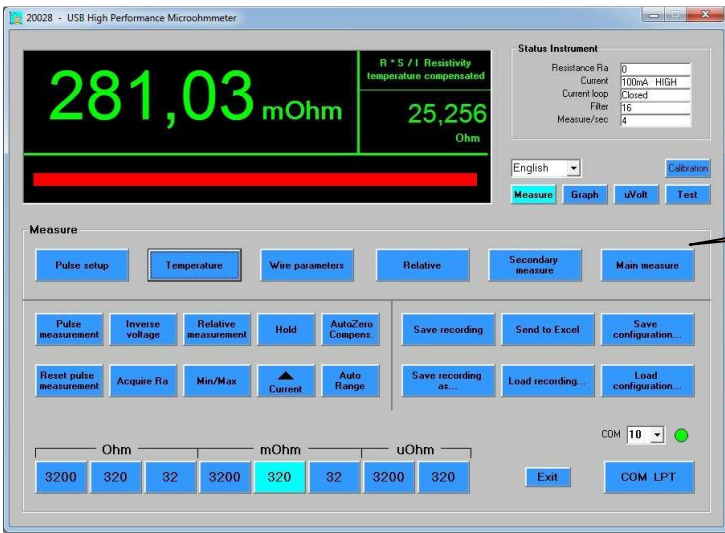 20028 - USB High Performance Microohmmeter
281,03 mOhm
R * S / I Resistivity
temperature compensated
25,256
Ohm
Status Instrument
Resistance Ra 0
Current 100mA HIGH
Current loop Closed
Filter 16
Measure/sec 4
English
Calibration
Measure Graph uVolt Test
Measure
Pulse setup
Temperature
Wire parameters
Relative
Secondary
measure
Main measure
Pulse
measurement
Inverse
voltage
Relative
measurement
Hold
AutoZero
Compens.
Save recording
Send to Excel
Save
configuration...
Reset pulse
measurement
Acquire Ra
Min/Max
Current
Auto
Range
Save recording
as...
Load recording...
Load
configuration...
COM 10
Ohm mOhm uOhm
3200 320 32 3200 320 32 3200 320
Exit
COM LPT